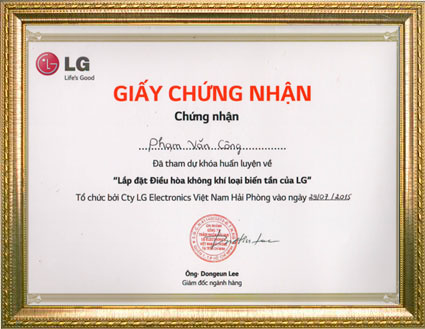 LG
Life's Good
GIẤY CHỨNG NHẬN
Chứng nhận
Phạm Văn Công
Đã tham dự khóa huấn luyện về
“Lắp đặt Điều hòa không khí loại biến tần của LG”
Tổ chức bởi Cty LG Electronics Việt Nam Hải Phòng vào ngày 29/07/2015
Ông- Dongeun Lee
Giám đốc ngành hàng